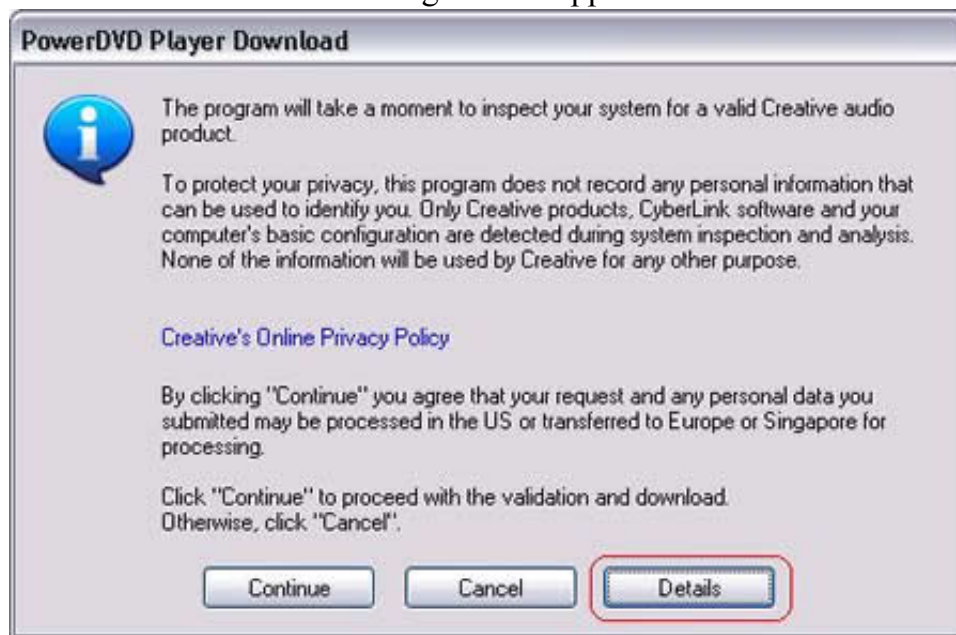 PowerDVD Player Download
The program will take a moment to inspect your system for a valid Creative audio
product.
To protect your privacy, this program does not record any personal information that
can be used to identify you. Only Creative products, CyberLink software and your
computer's basic configuration are detected during system inspection and analysis.
None of the information will be used by Creative for any other purpose.
Creative's Online Privacy Policy
By clicking "Continue" you agree that your request and any personal data you
submitted may be processed in the US or transferred to Europe or Singapore for
processing.
Click "Continue" to proceed with the validation and download.
Otherwise, click "Cancel".
Continue Cancel Details